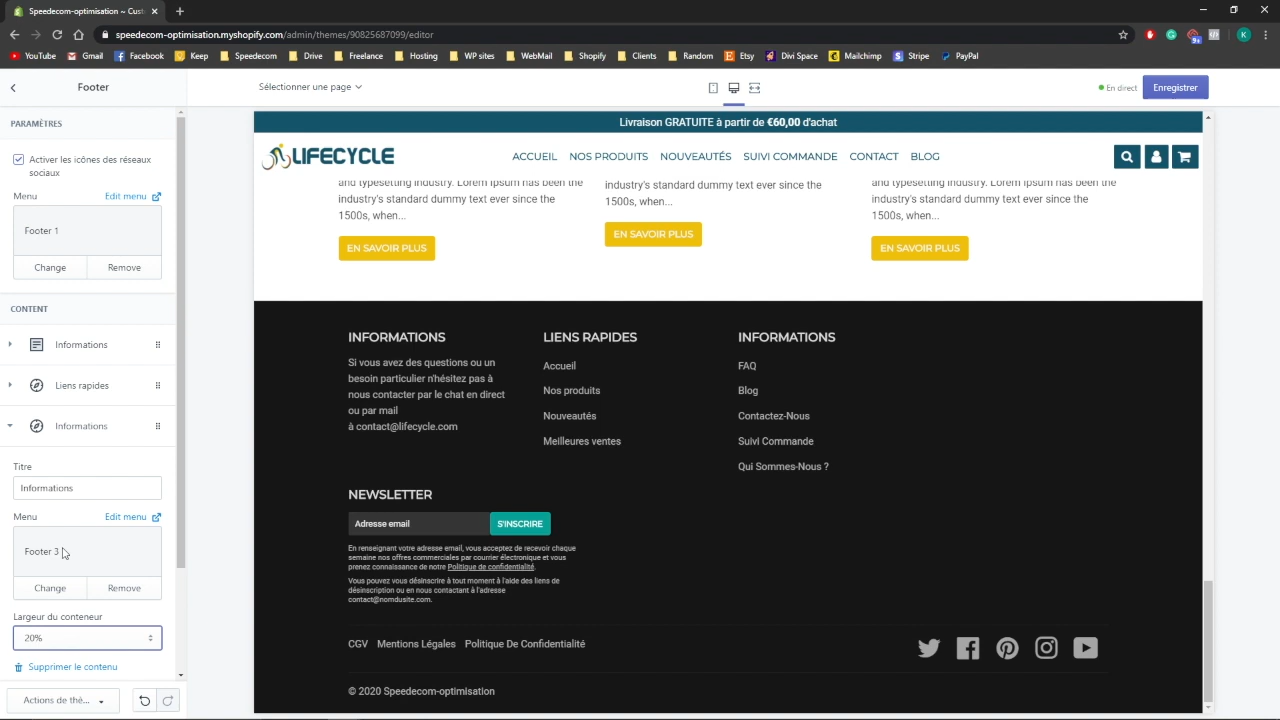 Speedecom-optimisation ~ S
speedecom-optimisation.myshopify.com/admin/themes/90825687099/editor
K
YouTube Gmail Facebook Keep Speedecom Drive Freelance Hosting WP sites WebMail Shopify Clients Random Etsy Divi Space Mailchimp Stripe PayPal
Footer
Sélectionner une page
En direct
Enregistrer
PARAMÈTRES
Activer les icônes des réseaux
sociaux
Menu Edit menu
Footer 1
Change Remove
CONTENT
Informations
Liens rapides
Informations
Titre
Informations
Menu Edit menu
Footer 3
Change Remove
Largeur du conteneur
20%
Supprimer le contenu
Actions de thé...
Livraison GRATUITE à partir de €60,00 d'achat
LIFECYCLE
ACCUEIL NOS PRODUITS NOUVEAUTÉS SUIVI COMMANDE CONTACT BLOG
and typesetting industry. Lorem Ipsum has been the
industry's standard dummy text ever since the
1500s, when...
EN SAVOIR PLUS
industry's standard dummy text ever since the
1500s, when...
EN SAVOIR PLUS
and typesetting industry. Lorem Ipsum has been the
industry's standard dummy text ever since the
1500s, when...
EN SAVOIR PLUS
INFORMATIONS
Si vous avez des questions ou un
besoin particulier n'hésitez pas à
nous contacter par le chat en direct
ou par mail
à contact@lifecycle.com
LIENS RAPIDES
Accueil
Nos produits
Nouveautés
Meilleures ventes
INFORMATIONS
FAQ
Blog
Contactez-Nous
Suivi Commande
Qui Sommes-Nous ?
NEWSLETTER
Adresse email S'INSCRIRE
En renseignant votre adresse email, vous acceptez de recevoir chaque
semaine nos offres commerciales par courrier électronique et vous
prenez connaissance de notre Politique de confidentialité.
Vous pouvez vous désinscrire à tout moment à l'aide des liens de
désinscription ou en nous contactant à l'adresse
contact@nomdusite.com.
CGV Mentions Légales Politique De Confidentialité
© 2020 Speedecom-optimisation